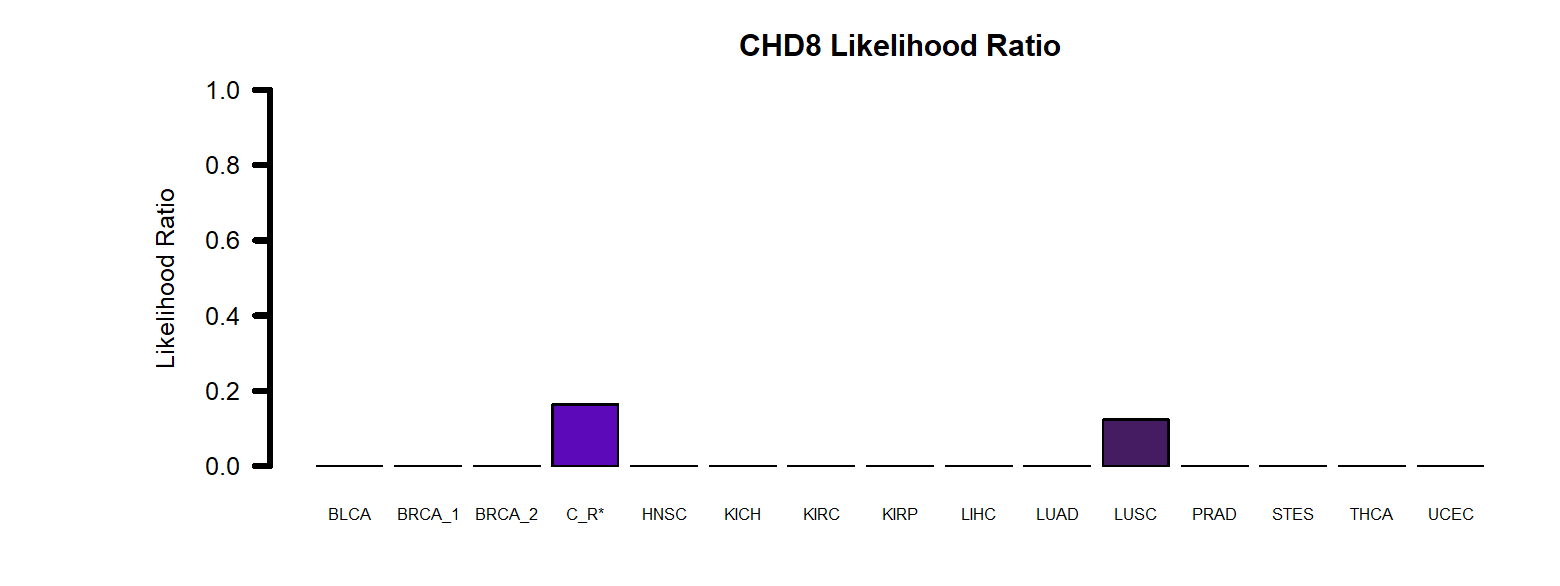 CHD8 Likelihood Ratio
Likelihood Ratio
1.0
0.8
0.6
0.4
0.2
0.0
BLCA BRCA_1 BRCA_2 C_R* HNSC KICH KIRC KIRP LIHC LUAD LUSC PRAD STES THCA UCEC